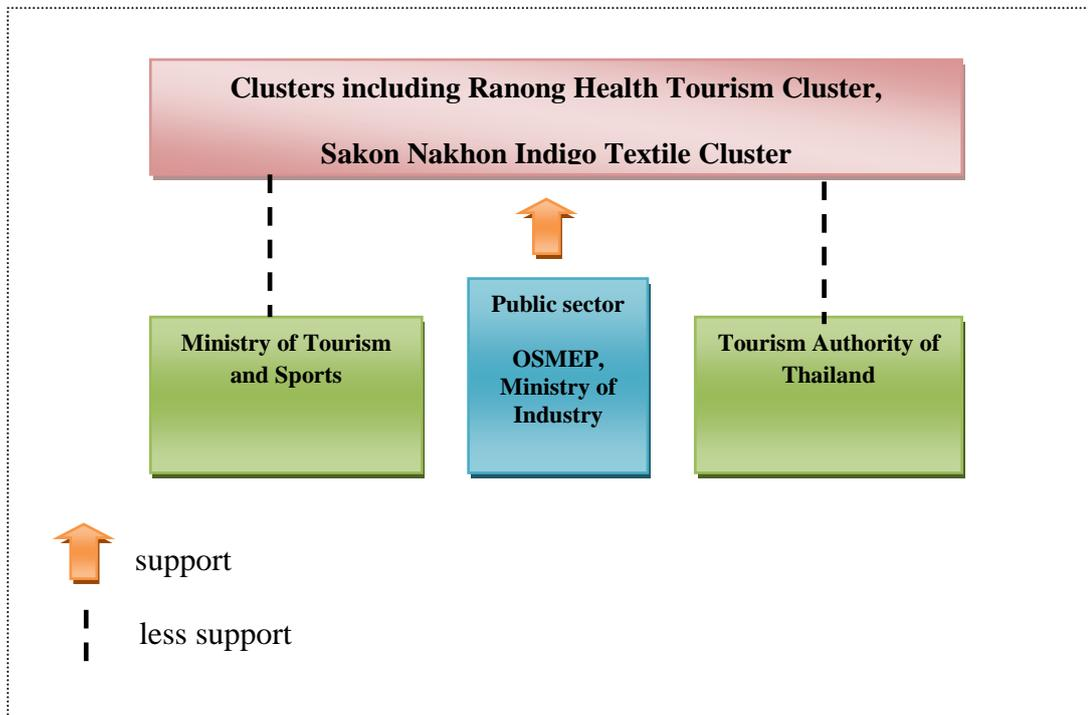 Clusters including Ranong Health Tourism Cluster,
Sakon Nakhon Indigo Textile Cluster
Public sector
OSMEP,
Ministry of
Industry
Ministry of Tourism
and Sports
Tourism Authority of
Thailand
support
less support